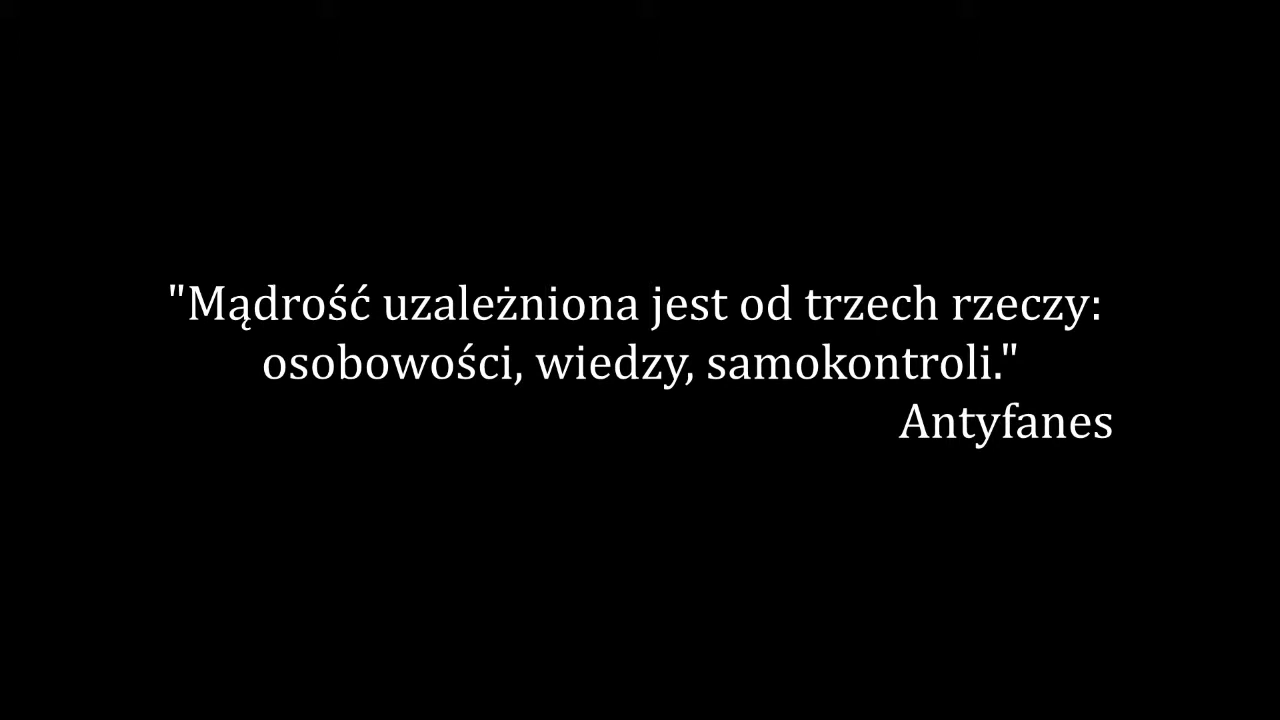 "Mądrość uzależniona jest od trzech rzeczy:
osobowości, wiedzy, samokontroli."
Antyfanes